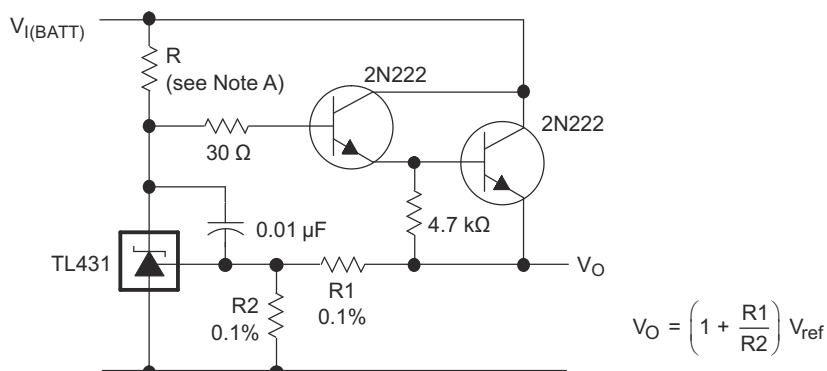 V_I(BATT)
R
(see Note A)
2N222
2N222
30 Ω
0.01 μF
4.7 kΩ
TL431
V_O
R1
0.1%
R2
0.1%
V_O = (1 + R1/R2) V_ref